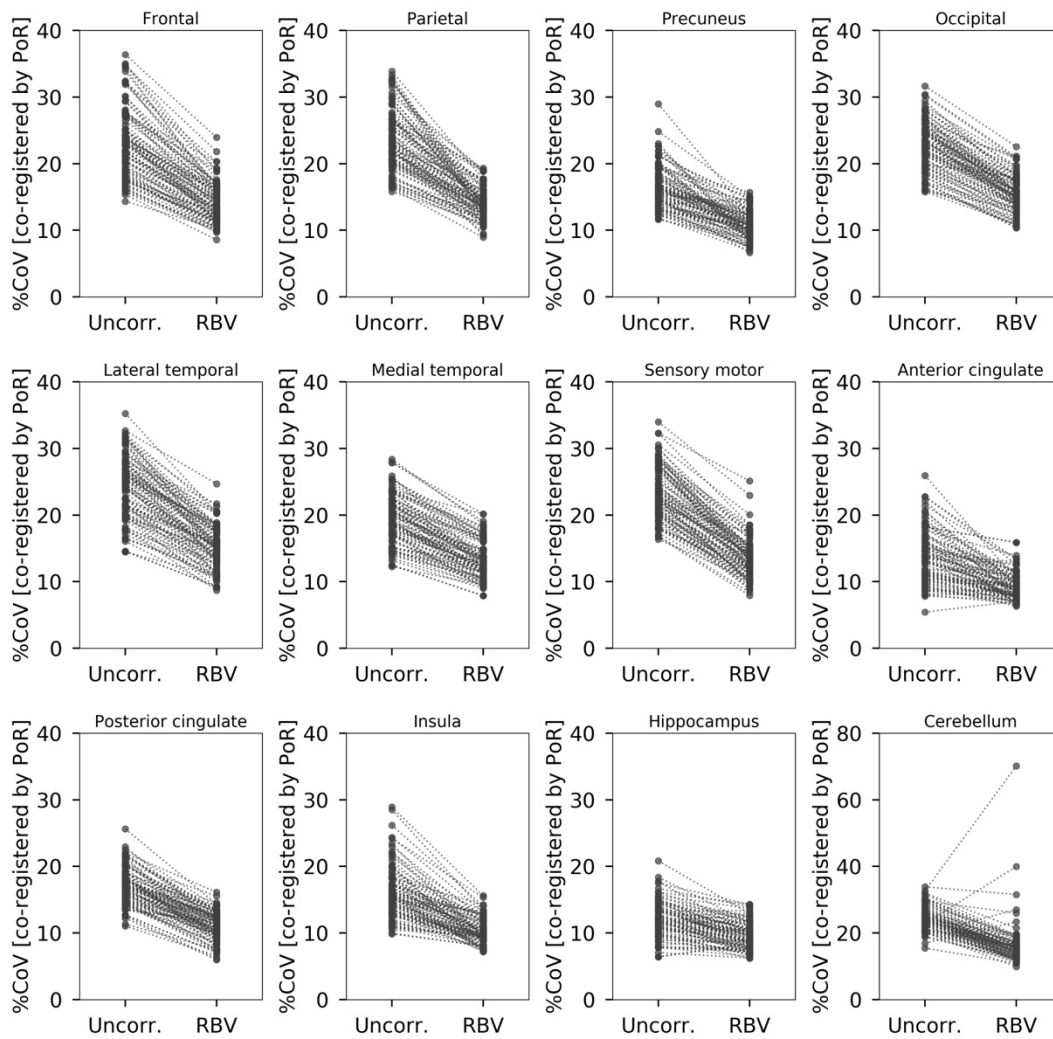 Frontal
Parietal
Precuneus
Occipital
%CoV [co-registered by PoR]
40
30
20
10
0
Uncorr.
RBV
%CoV [co-registered by PoR]
40
30
20
10
0
Uncorr.
RBV
%CoV [co-registered by PoR]
40
30
20
10
0
Uncorr.
RBV
%CoV [co-registered by PoR]
40
30
20
10
0
Uncorr.
RBV
Lateral temporal
Medial temporal
Sensory motor
Anterior cingulate
%CoV [co-registered by PoR]
40
30
20
10
0
Uncorr.
RBV
%CoV [co-registered by PoR]
40
30
20
10
0
Uncorr.
RBV
%CoV [co-registered by PoR]
40
30
20
10
0
Uncorr.
RBV
%CoV [co-registered by PoR]
40
30
20
10
0
Uncorr.
RBV
Posterior cingulate
Insula
Hippocampus
Cerebellum
%CoV [co-registered by PoR]
40
30
20
10
0
Uncorr.
RBV
%CoV [co-registered by PoR]
40
30
20
10
0
Uncorr.
RBV
%CoV [co-registered by PoR]
40
30
20
10
0
Uncorr.
RBV
%CoV [co-registered by PoR]
80
60
40
20
0
Uncorr.
RBV